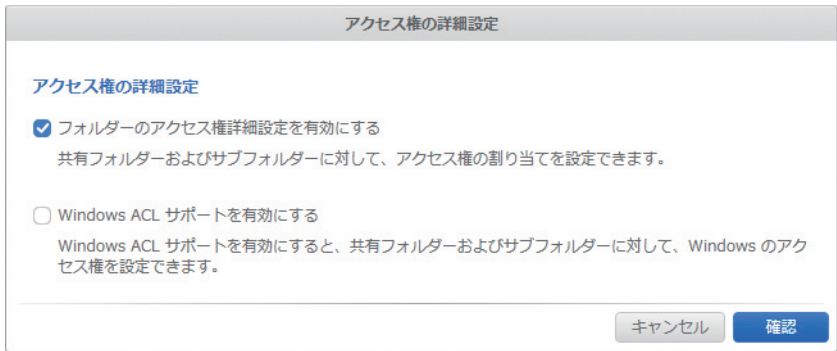 アクセス権の詳細設定
アクセス権の詳細設定
フォルダーのアクセス権詳細設定を有効にする
共有フォルダーおよびサブフォルダーに対して、アクセス権の割り当てを設定できます。
Windows ACL サポートを有効にする
Windows ACL サポートを有効にすると、共有フォルダーおよびサブフォルダーに対して、Windows のアク
セス権を設定できます。
キャンセル 確認